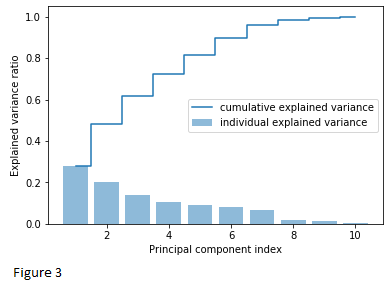 1.0
0.8
0.6
0.4
0.2
0.0
Explained variance ratio
cumulative explained variance
individual explained variance
2 4 6 8 10
Principal component index
Figure 3